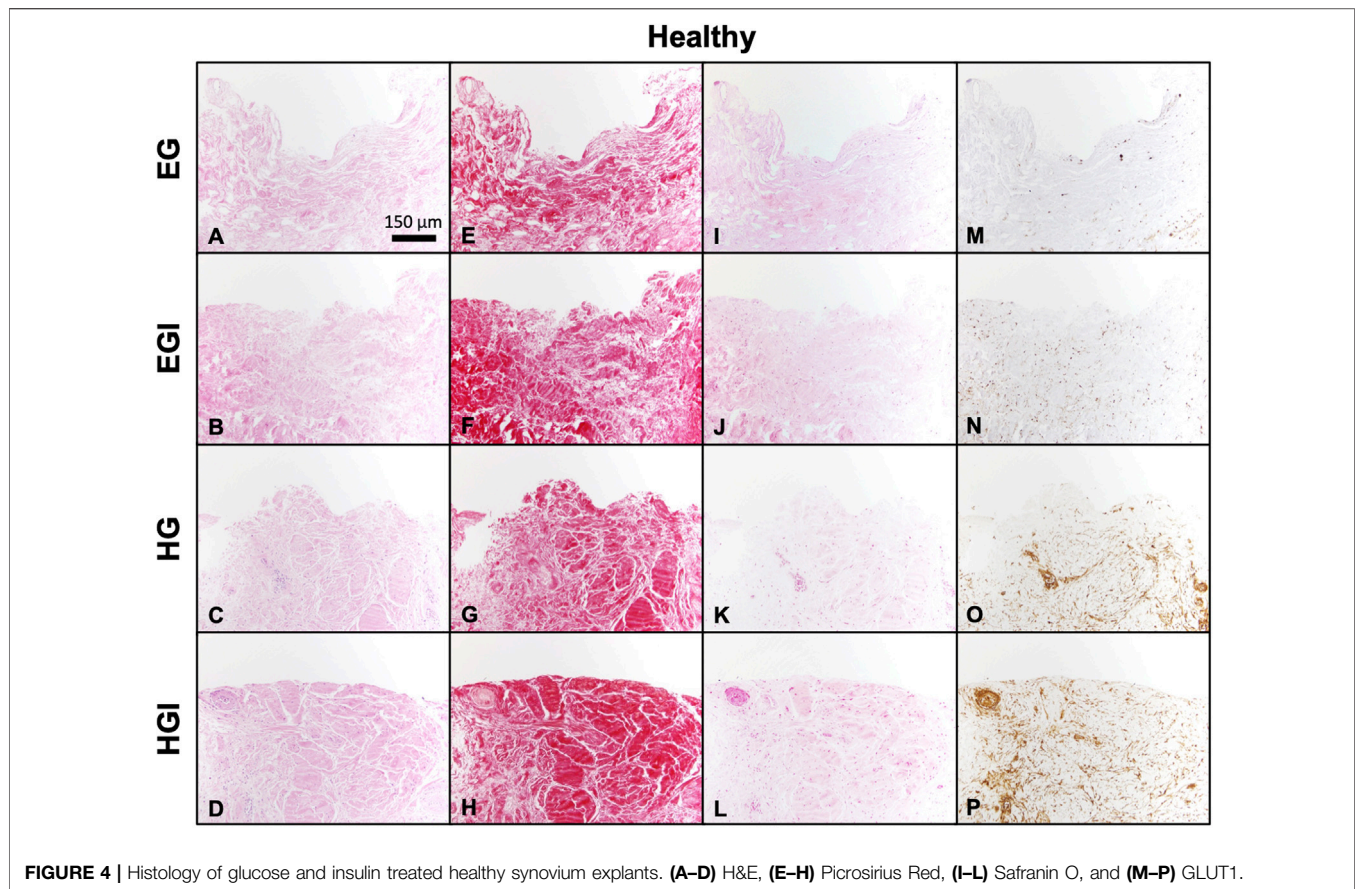 Healthy
EG
A
150 µm
E
I
M
EGI
B
F
J
N
HG
C
G
K
O
HGI
D
H
L
P
FIGURE 4 | Histology of glucose and insulin treated healthy synovium explants. (A–D) H&E, (E–H) Picrosirius Red, (I–L) Safranin O, and (M–P) GLUT1.